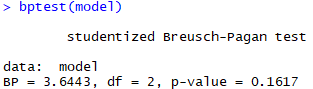 > bptest(model)
studentized Breusch-Pagan test
data:  model
BP = 3.6443, df = 2, p-value = 0.1617